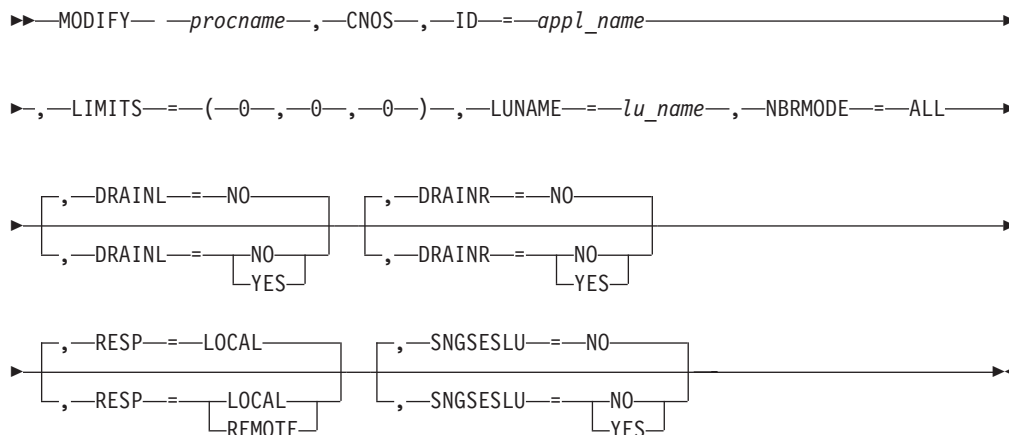 MODIFY procname , CNOS , ID = appl_name
, LIMITS = ( 0 , 0 , 0 ) , LUNAME = lu_name , NBRMODE = ALL
, DRAINL = NO , DRAINR = NO
, DRAINL = NO , DRAINR = NO
YES YES
, RESP = LOCAL , SNGSESLU = NO
, RESP = LOCAL , SNGSESLU = NO
REMOTE YES